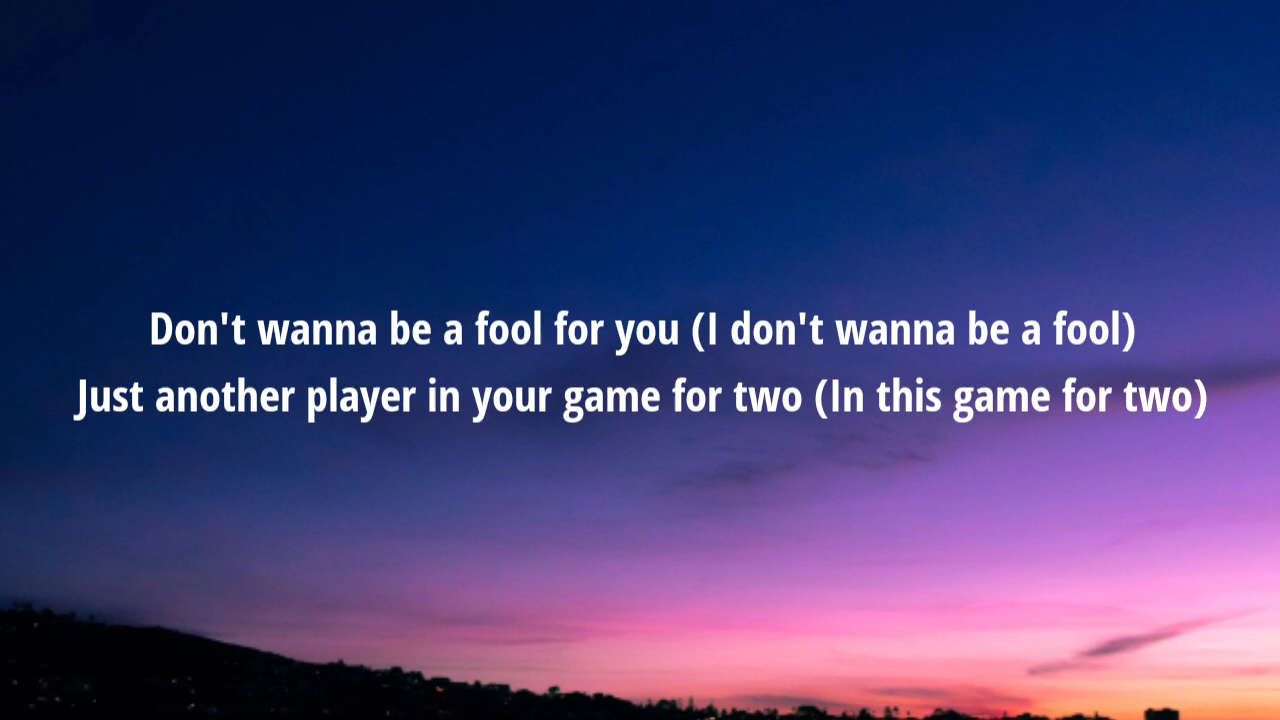 Don't wanna be a fool for you (I don't wanna be a fool)
Just another player in your game for two (In this game for two)